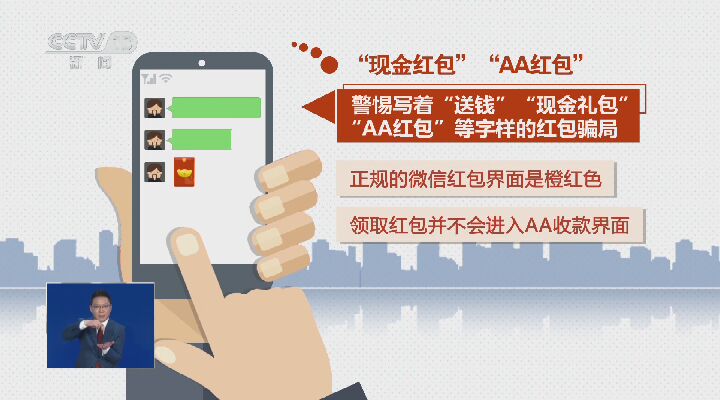 CCTV 13
新闻
“现金红包” “AA红包”
警惕写着“送钱” “现金礼包”
“AA红包”等字样的红包骗局
正规的微信红包界面是橙红色
领取红包并不会进入AA收款界面